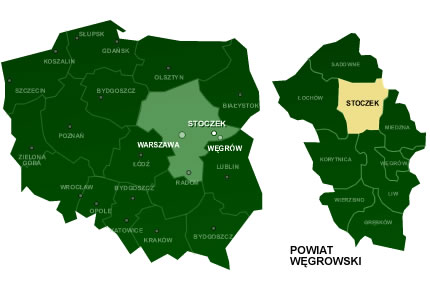 SŁUPSK
GDAŃSK
KOSZALIN
OLSZTYN
SZCZECIN
BYDGOSZCZ
BIAŁYSTOK
STOCZEK
POZNAŃ
WARSZAWA
WĘGRÓW
ZIELONA
GÓRA
ŁÓDŹ
LUBLIN
RADOM
WROCŁAW
BYDGOSZCZ
OPOLE
KATOWICE
KRAKÓW
BYDGOSZCZ
SADOWNE
ŁOCHÓW
STOCZEK
MIEDZNA
KORYTNICA
WĘGRÓW
WIERZBNO
LIW
GRĘBKÓW
POWIAT
WĘGROWSKI